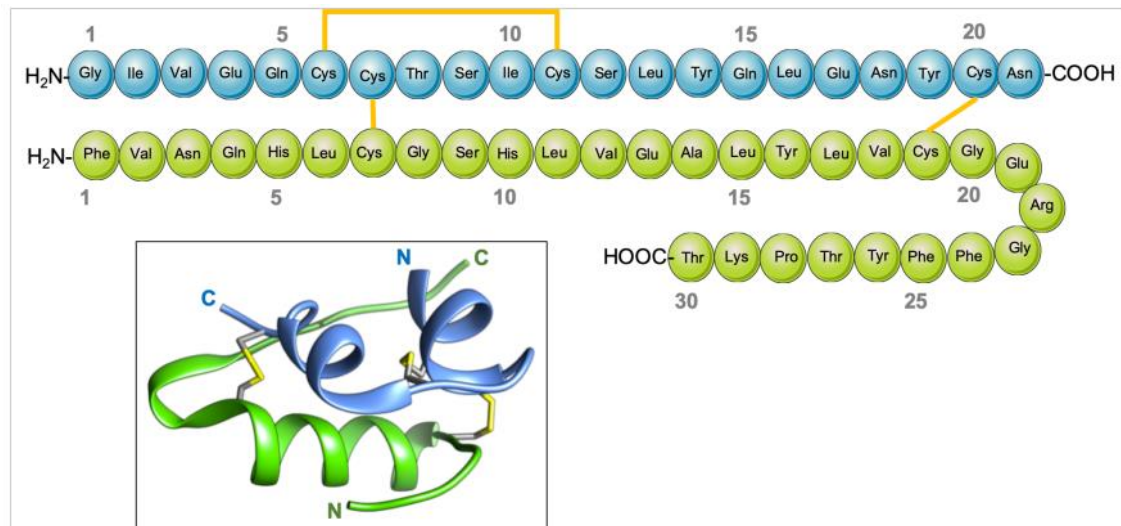 1 5 10 15 20
H₂N- Gly Ile Val Glu Gln Cys Cys Thr Ser Ile Cys Ser Leu Tyr Gln Leu Glu Asn Tyr Cys Asn -COOH
H₂N- Phe Val Asn Gln His Leu Cys Gly Ser His Leu Val Glu Ala Leu Tyr Leu Val Cys Gly Glu
1 5 10 15 20
Arg
HOOC- Thr Lys Pro Thr Tyr Phe Phe Gly
30 25
N C
C
N